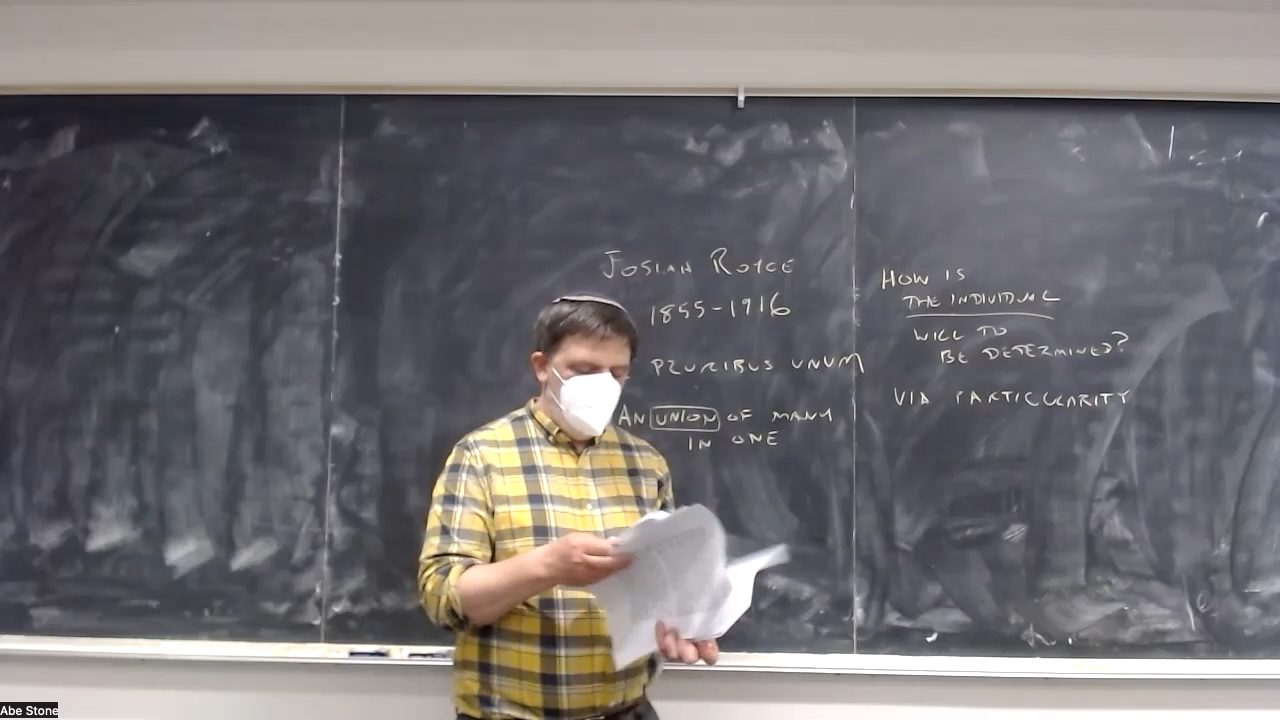 JOSIAH ROYCE
1855-1916
PLURIBUS UNUM
AN UNION OF MANY
IN ONE
HOW IS
THE INDIVIDUAL
WILL TO
BE DETERMINED?
VIA PARTICULARITY
Abe Stone